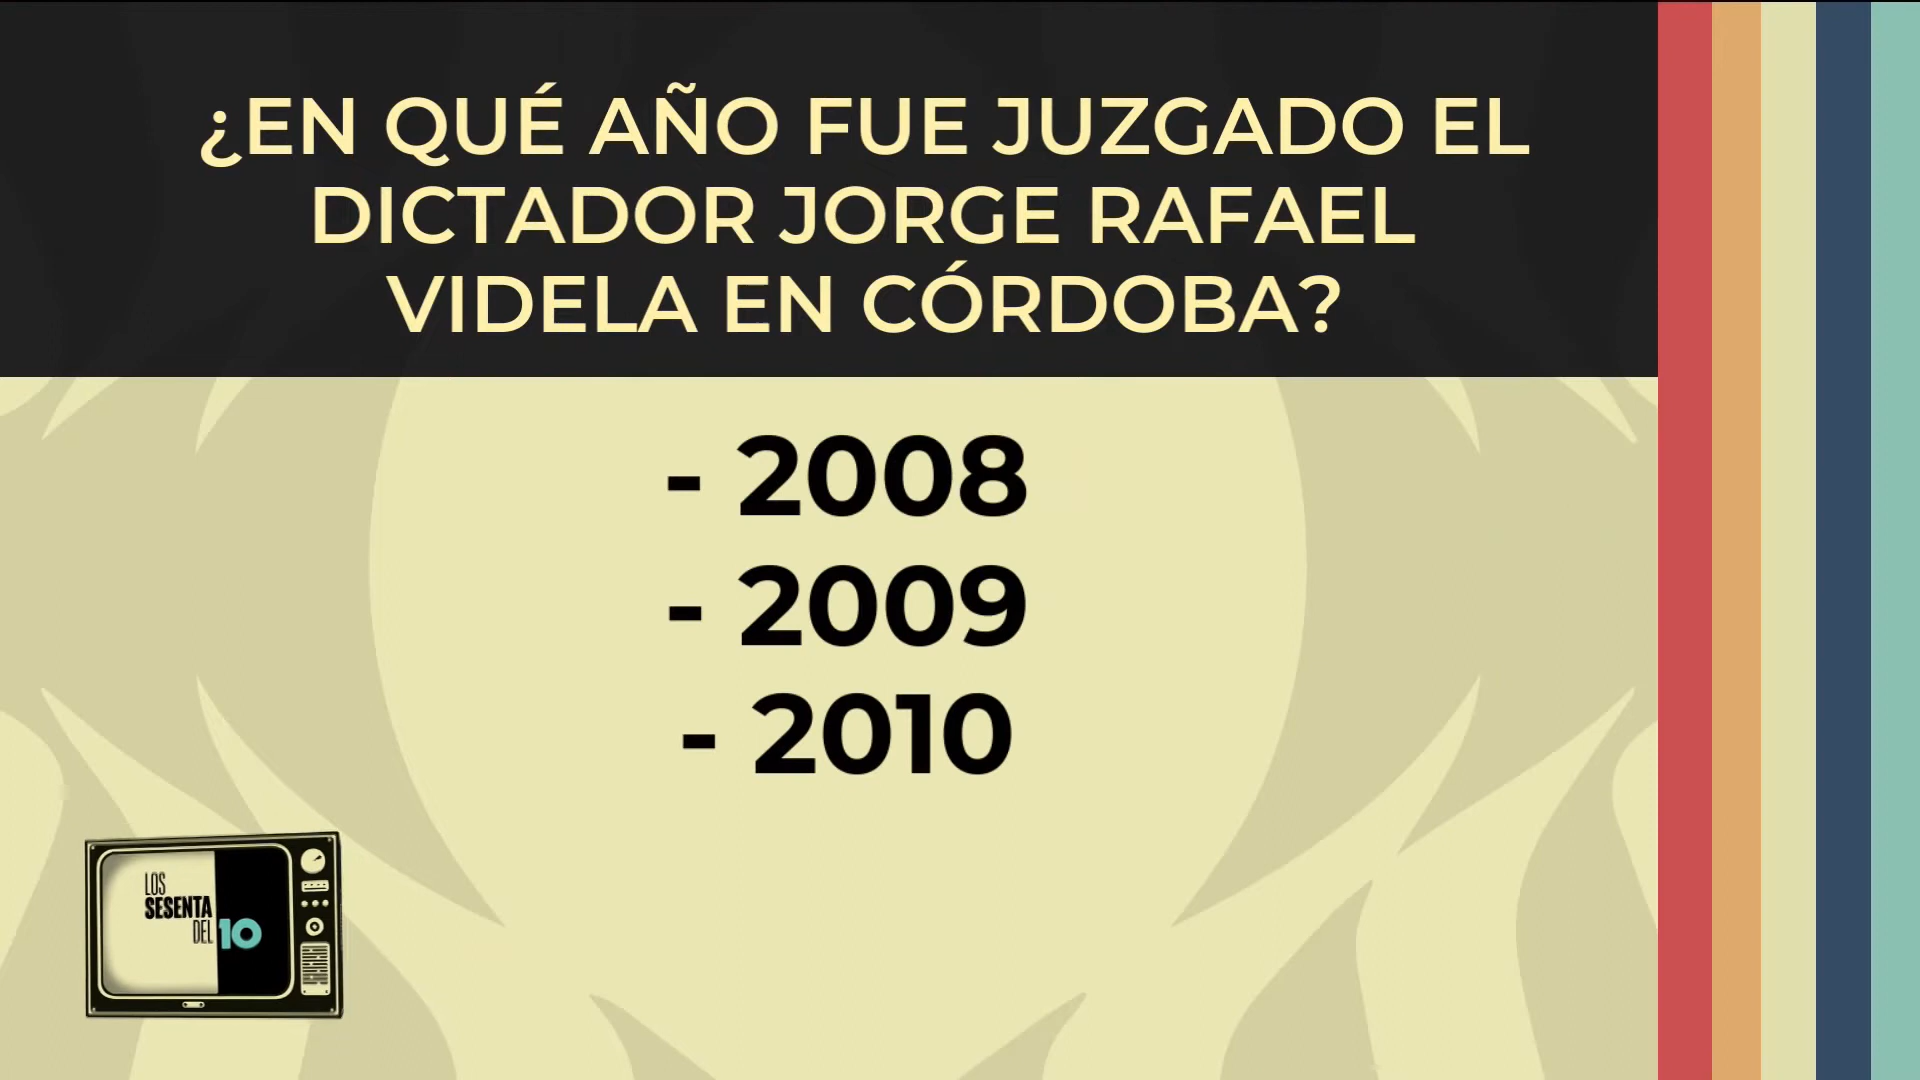 ¿EN QUÉ AÑO FUE JUZGADO EL
DICTADOR JORGE RAFAEL
VIDELA EN CÓRDOBA?
- 2008
- 2009
- 2010
LOS
SESENTA
DEL 10